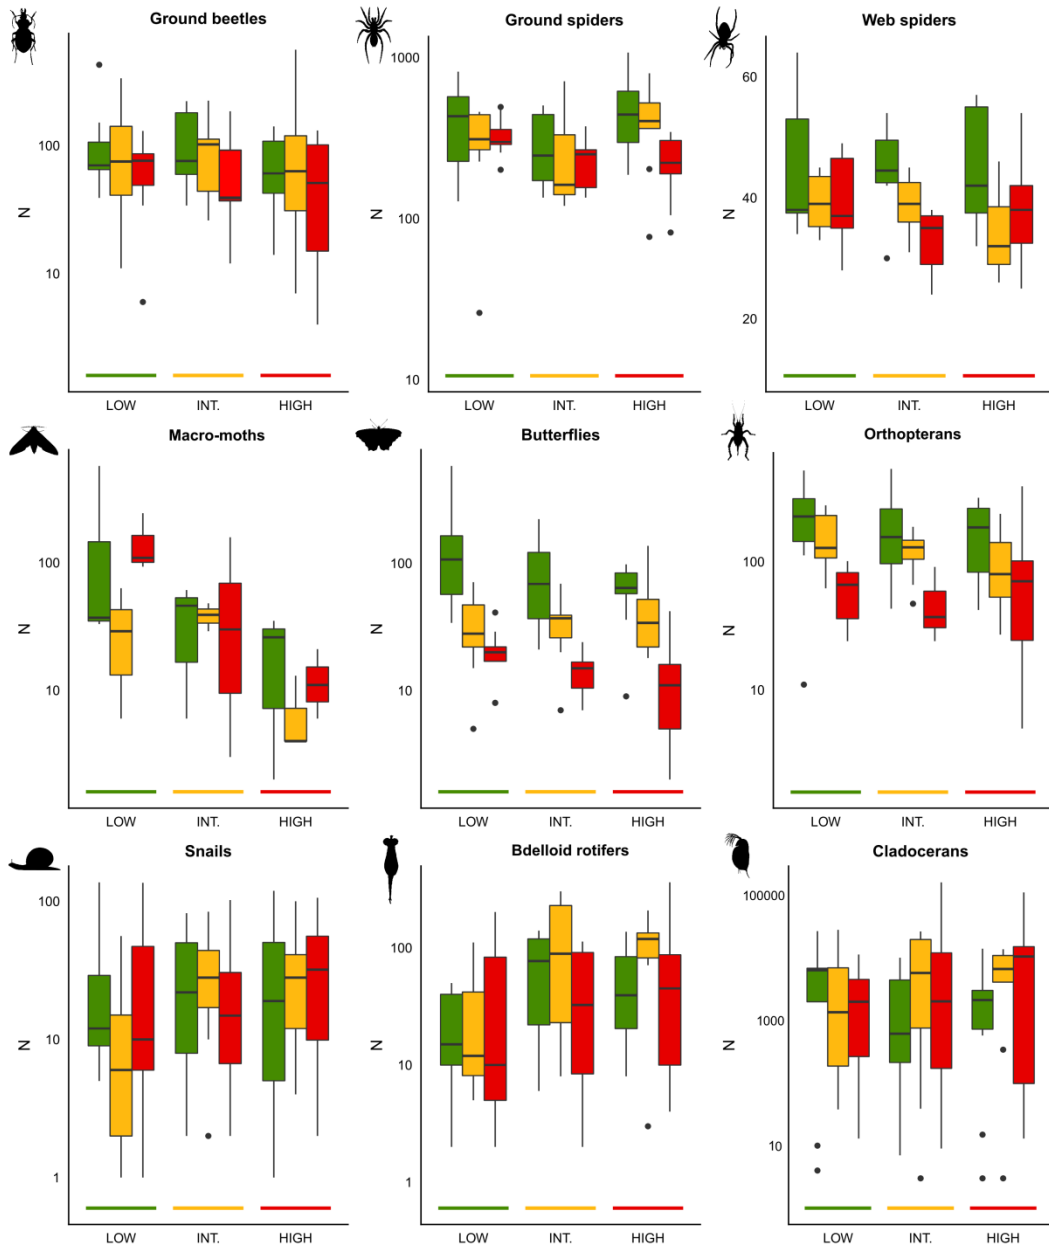 Ground beetles
Ground spiders
Web spiders
N
100
10
N
1000
100
10
N
60
40
20
LOW INT. HIGH
LOW INT. HIGH
LOW INT. HIGH
Macro-moths
Butterflies
Orthopterans
N
100
10
N
100
10
N
100
10
LOW INT. HIGH
LOW INT. HIGH
LOW INT. HIGH
Snails
Bdelloid rotifers
Cladocerans
N
100
10
1
N
100
10
1
N
100000
1000
10
LOW INT. HIGH
LOW INT. HIGH
LOW INT. HIGH